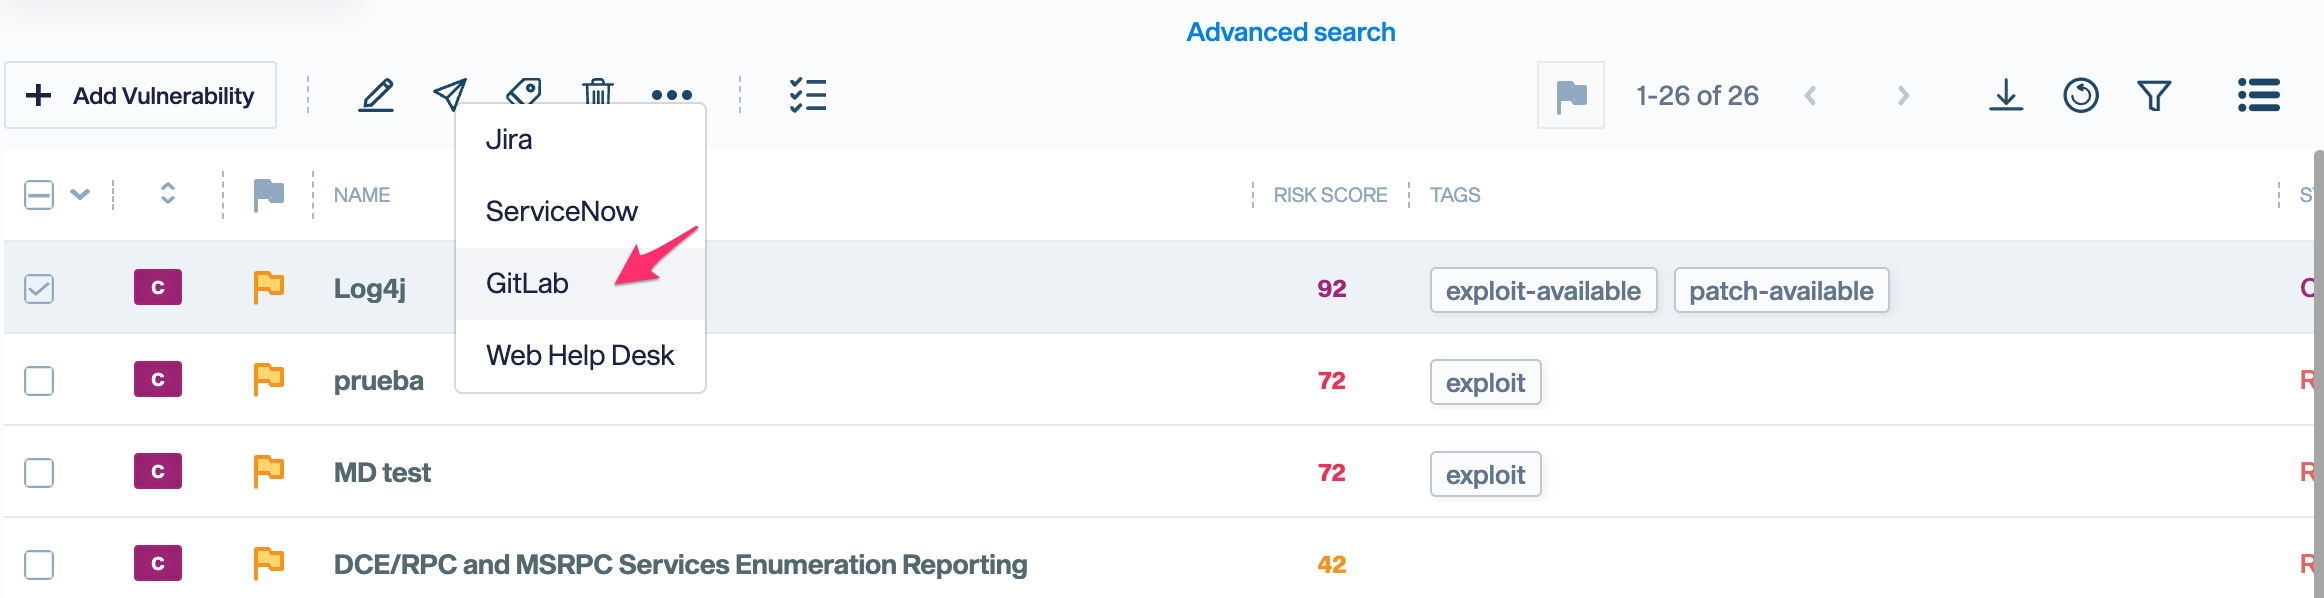 Advanced search
Add Vulnerability
1-26 of 26
Jira
ServiceNow
GitLab
Web Help Desk
NAME RISK SCORE TAGS
C Log4j 92 exploit-available patch-available
C prueba 72 exploit
C MD test 72 exploit
C DCE/RPC and MSRPC Services Enumeration Reporting 42